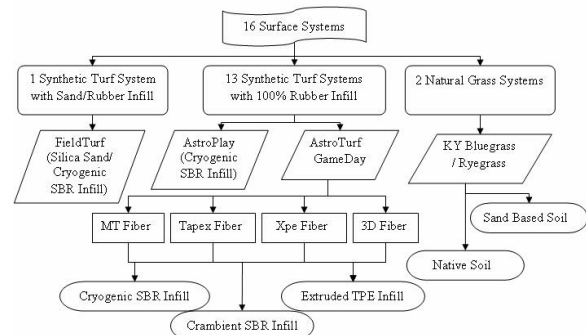 16 Surface Systems
1 Synthetic Turf System
with Sand/Rubber Infill
13 Synthetic Turf Systems
with 100% Rubber Infill
2 Natural Grass Systems
FieldTurf
(Silica Sand/
Cryogenic
SBR Infill)
AstroPlay
(Cryogenic
SBR Infill)
AstroTurf
GameDay
KY Bluegrass
/ Ryegrass
MT Fiber
Tapex Fiber
Xpe Fiber
3D Fiber
Sand Based Soil
Native Soil
Cryogenic SBR Infill
Extruded TPE Infill
Crambient SBR Infill